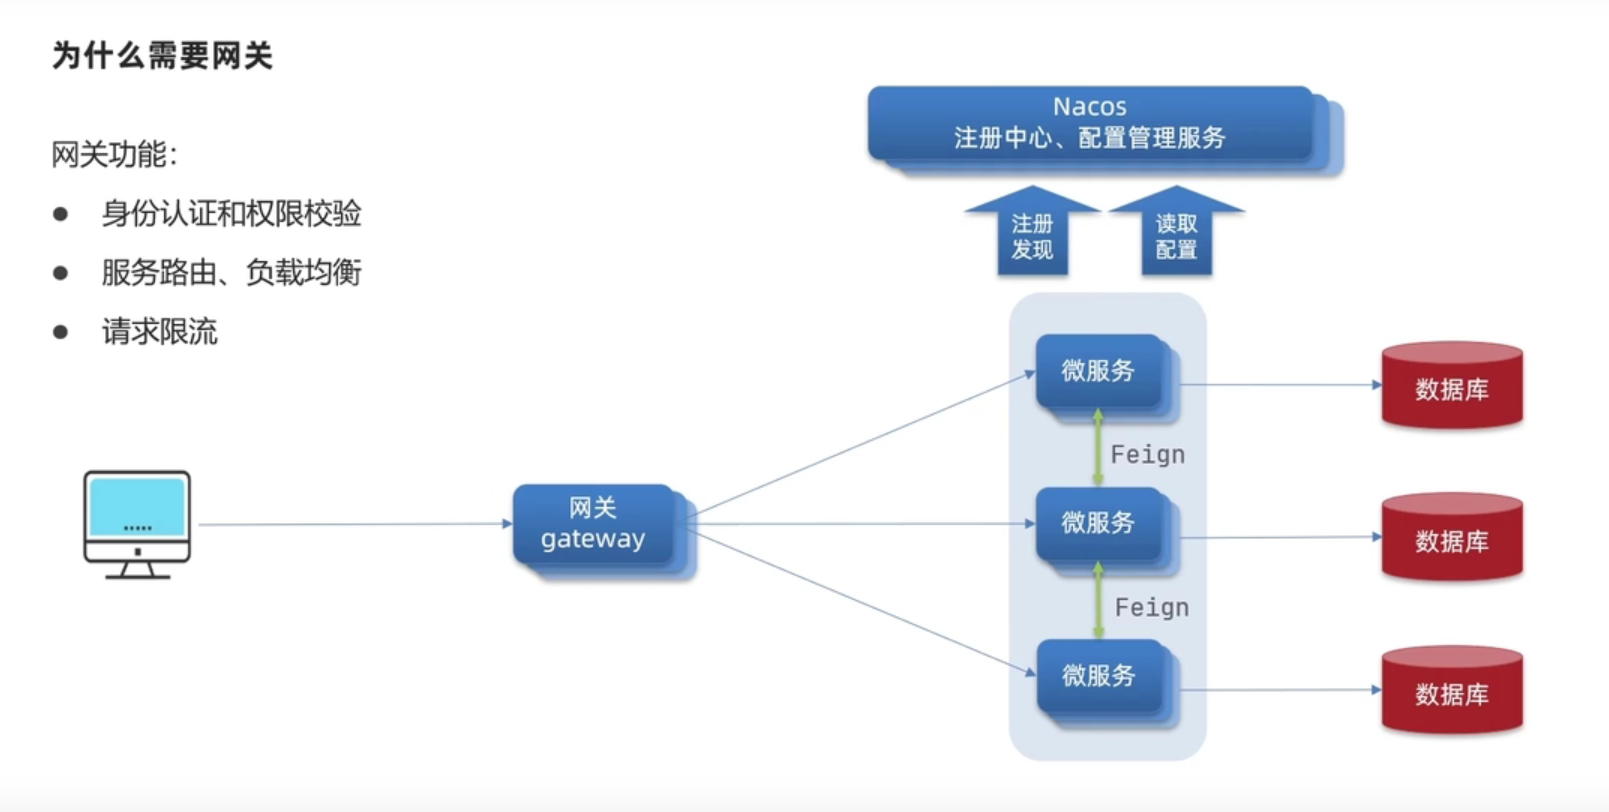 为什么需要网关
网关功能：
身份认证和权限校验
服务路由、负载均衡
请求限流
Nacos
注册中心、配置管理服务
注册
发现
读取
配置
网关
gateway
微服务
Feign
微服务
Feign
微服务
数据库
数据库
数据库